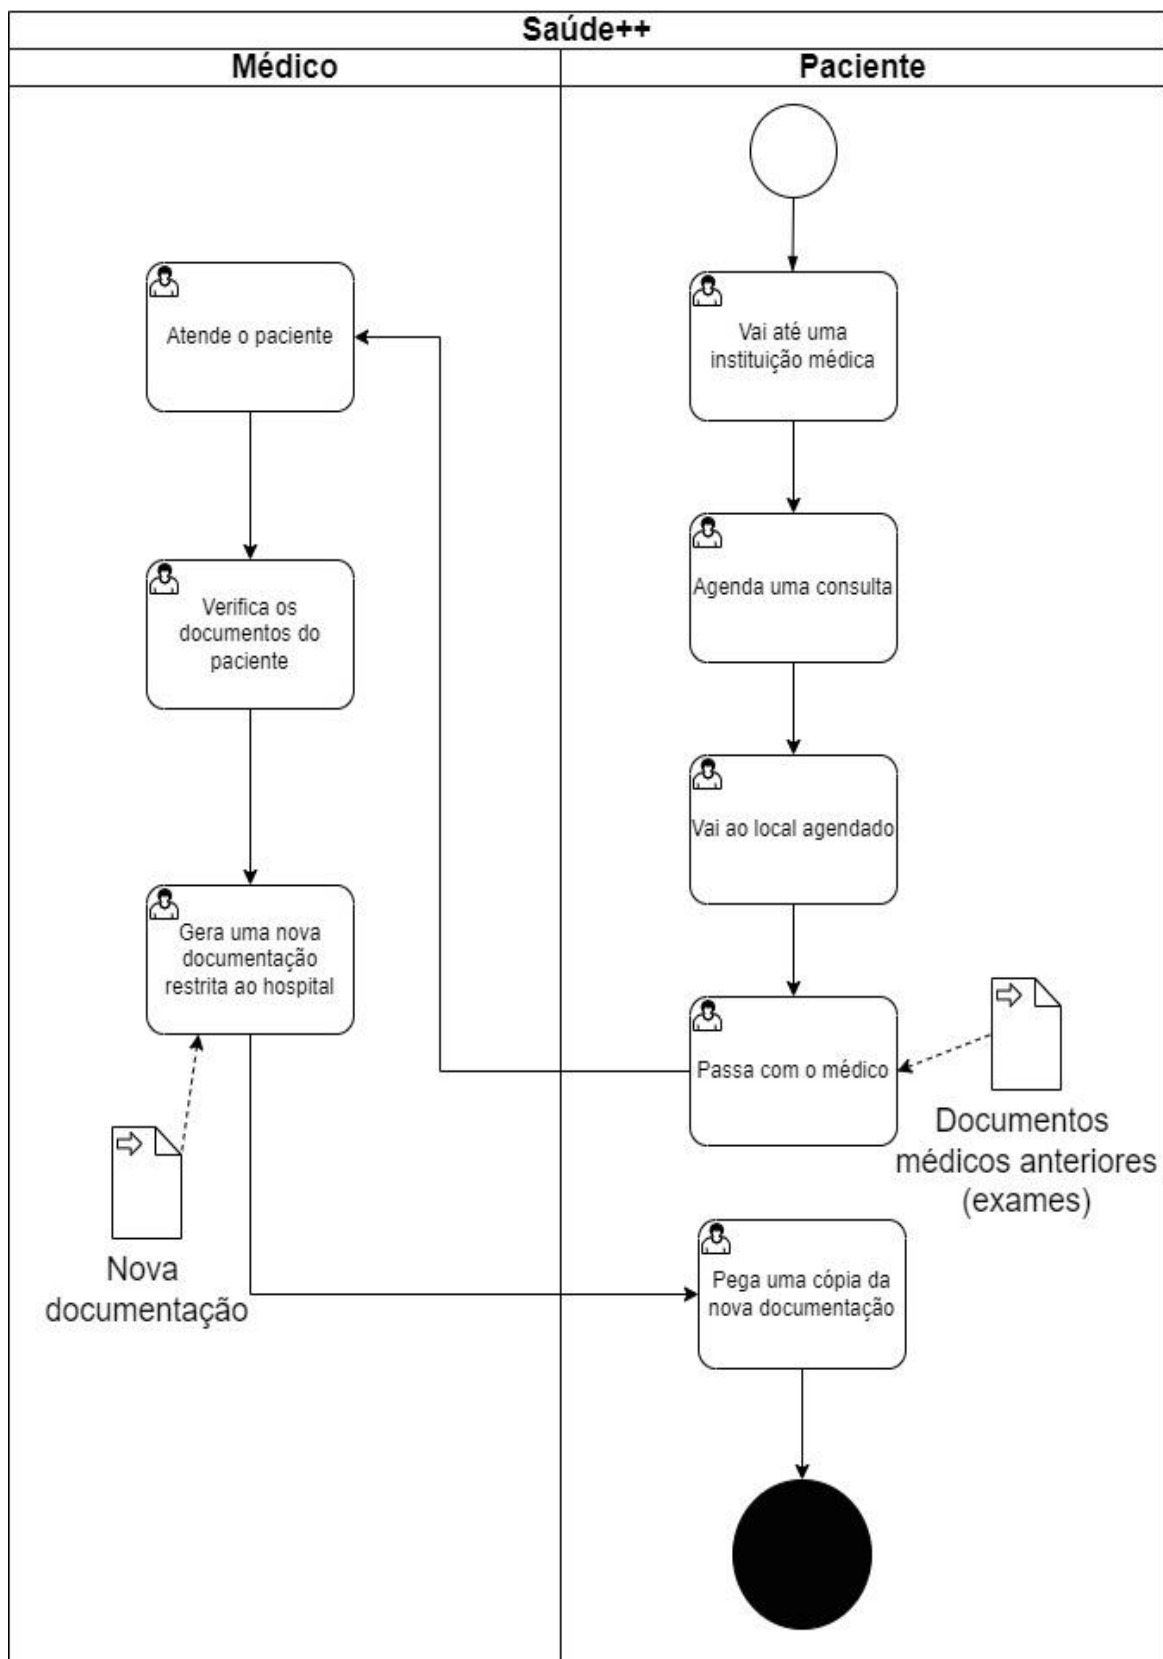 Saúde++
Médico
Paciente
Atende o paciente
Vai até uma
instituição médica
Agenda uma consulta
Verifica os
documentos do
paciente
Vai ao local agendado
Gera uma nova
documentação
restrita ao hospital
Passa com o médico
Documentos
médicos anteriores
(exames)
Nova
documentação
Pega uma cópia da
nova documentação